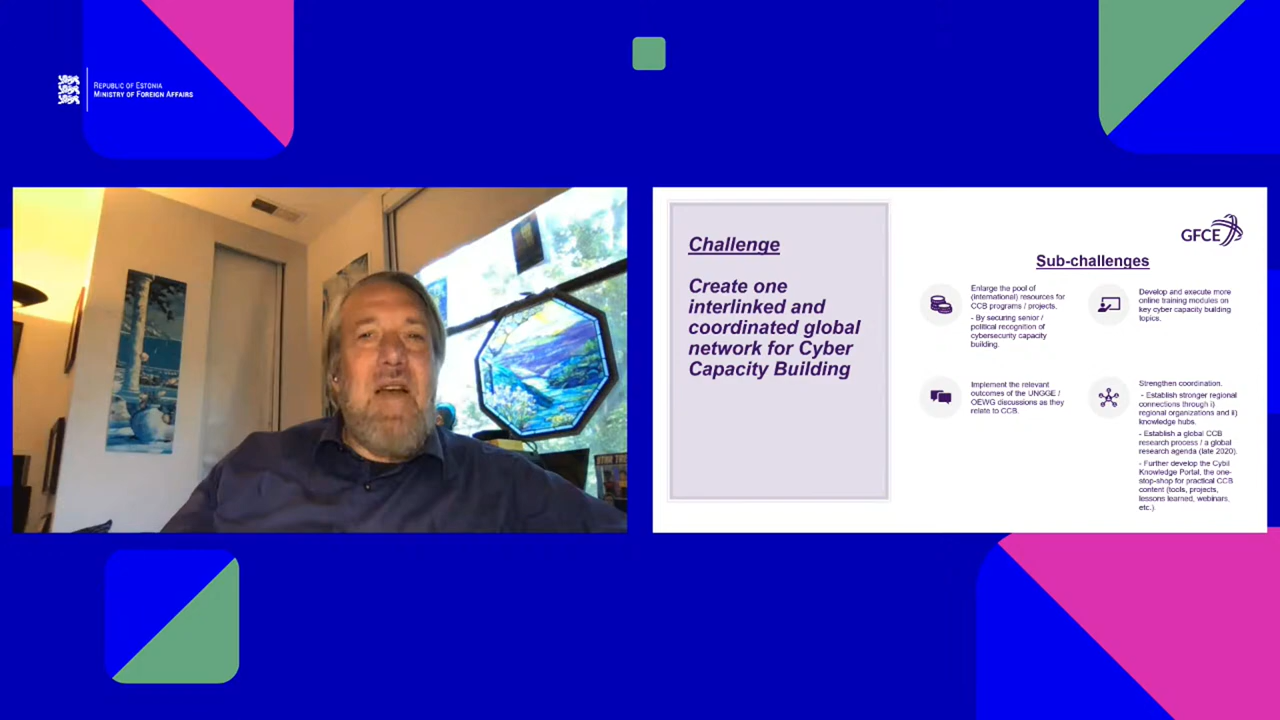 REPUBLIC OF ESTONIA
MINISTRY OF FOREIGN AFFAIRS
Challenge
Create one
interlinked and
coordinated global
network for Cyber
Capacity Building
GFCE
Sub-challenges
Enlarge the pool of
(international) resources for
CCB programs / projects.
- By securing senior /
political recognition of
cybersecurity capacity
building.
Develop and execute more
online training modules on
key cyber capacity building
topics.
Implement the relevant
outcomes of the UNGGE /
OEWG discussions as they
relate to CCB.
Strengthen coordination.
- Establish stronger regional
connections through i)
regional organizations and ii)
knowledge hubs.
- Establish a global CCB
research process / a global
research agenda (late 2020).
- Further develop the Cybil
Knowledge Portal, the one-
stop-shop for practical CCB
content (tools, projects,
lessons learned, webinars,
etc.)